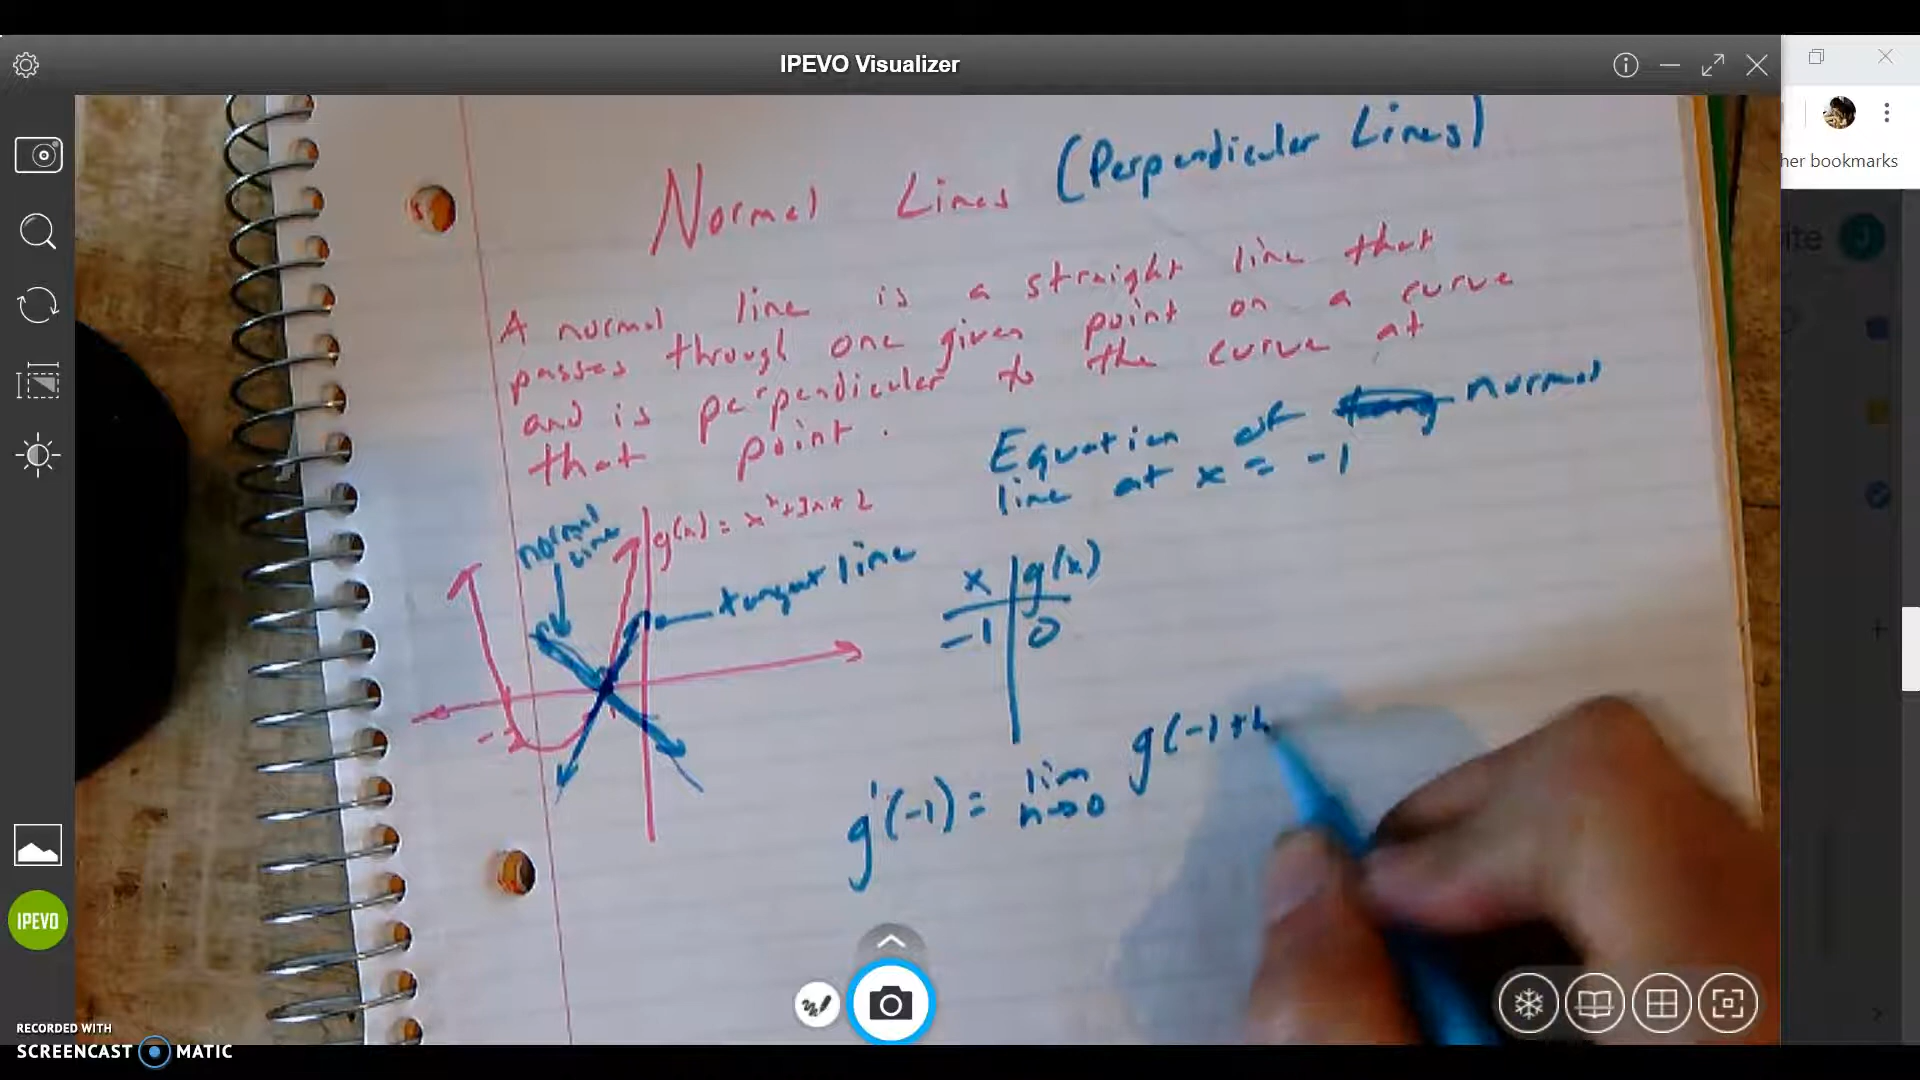 IPEVO Visualizer
her bookmarks
Normal Lines (Perpendicular Lines)
A normal line is a straight line that
passes through one given point on a curve
and is perpendicular to the curve at
that point.
Equation of normal
line at x = -1
normal
line
g(x) = x²+3x+2
tangent line
x g(x)
-1 0
g'(-1) = lim g(-1+h
h→0
IPEVO
RECORDED WITH
SCREENCAST MATIC